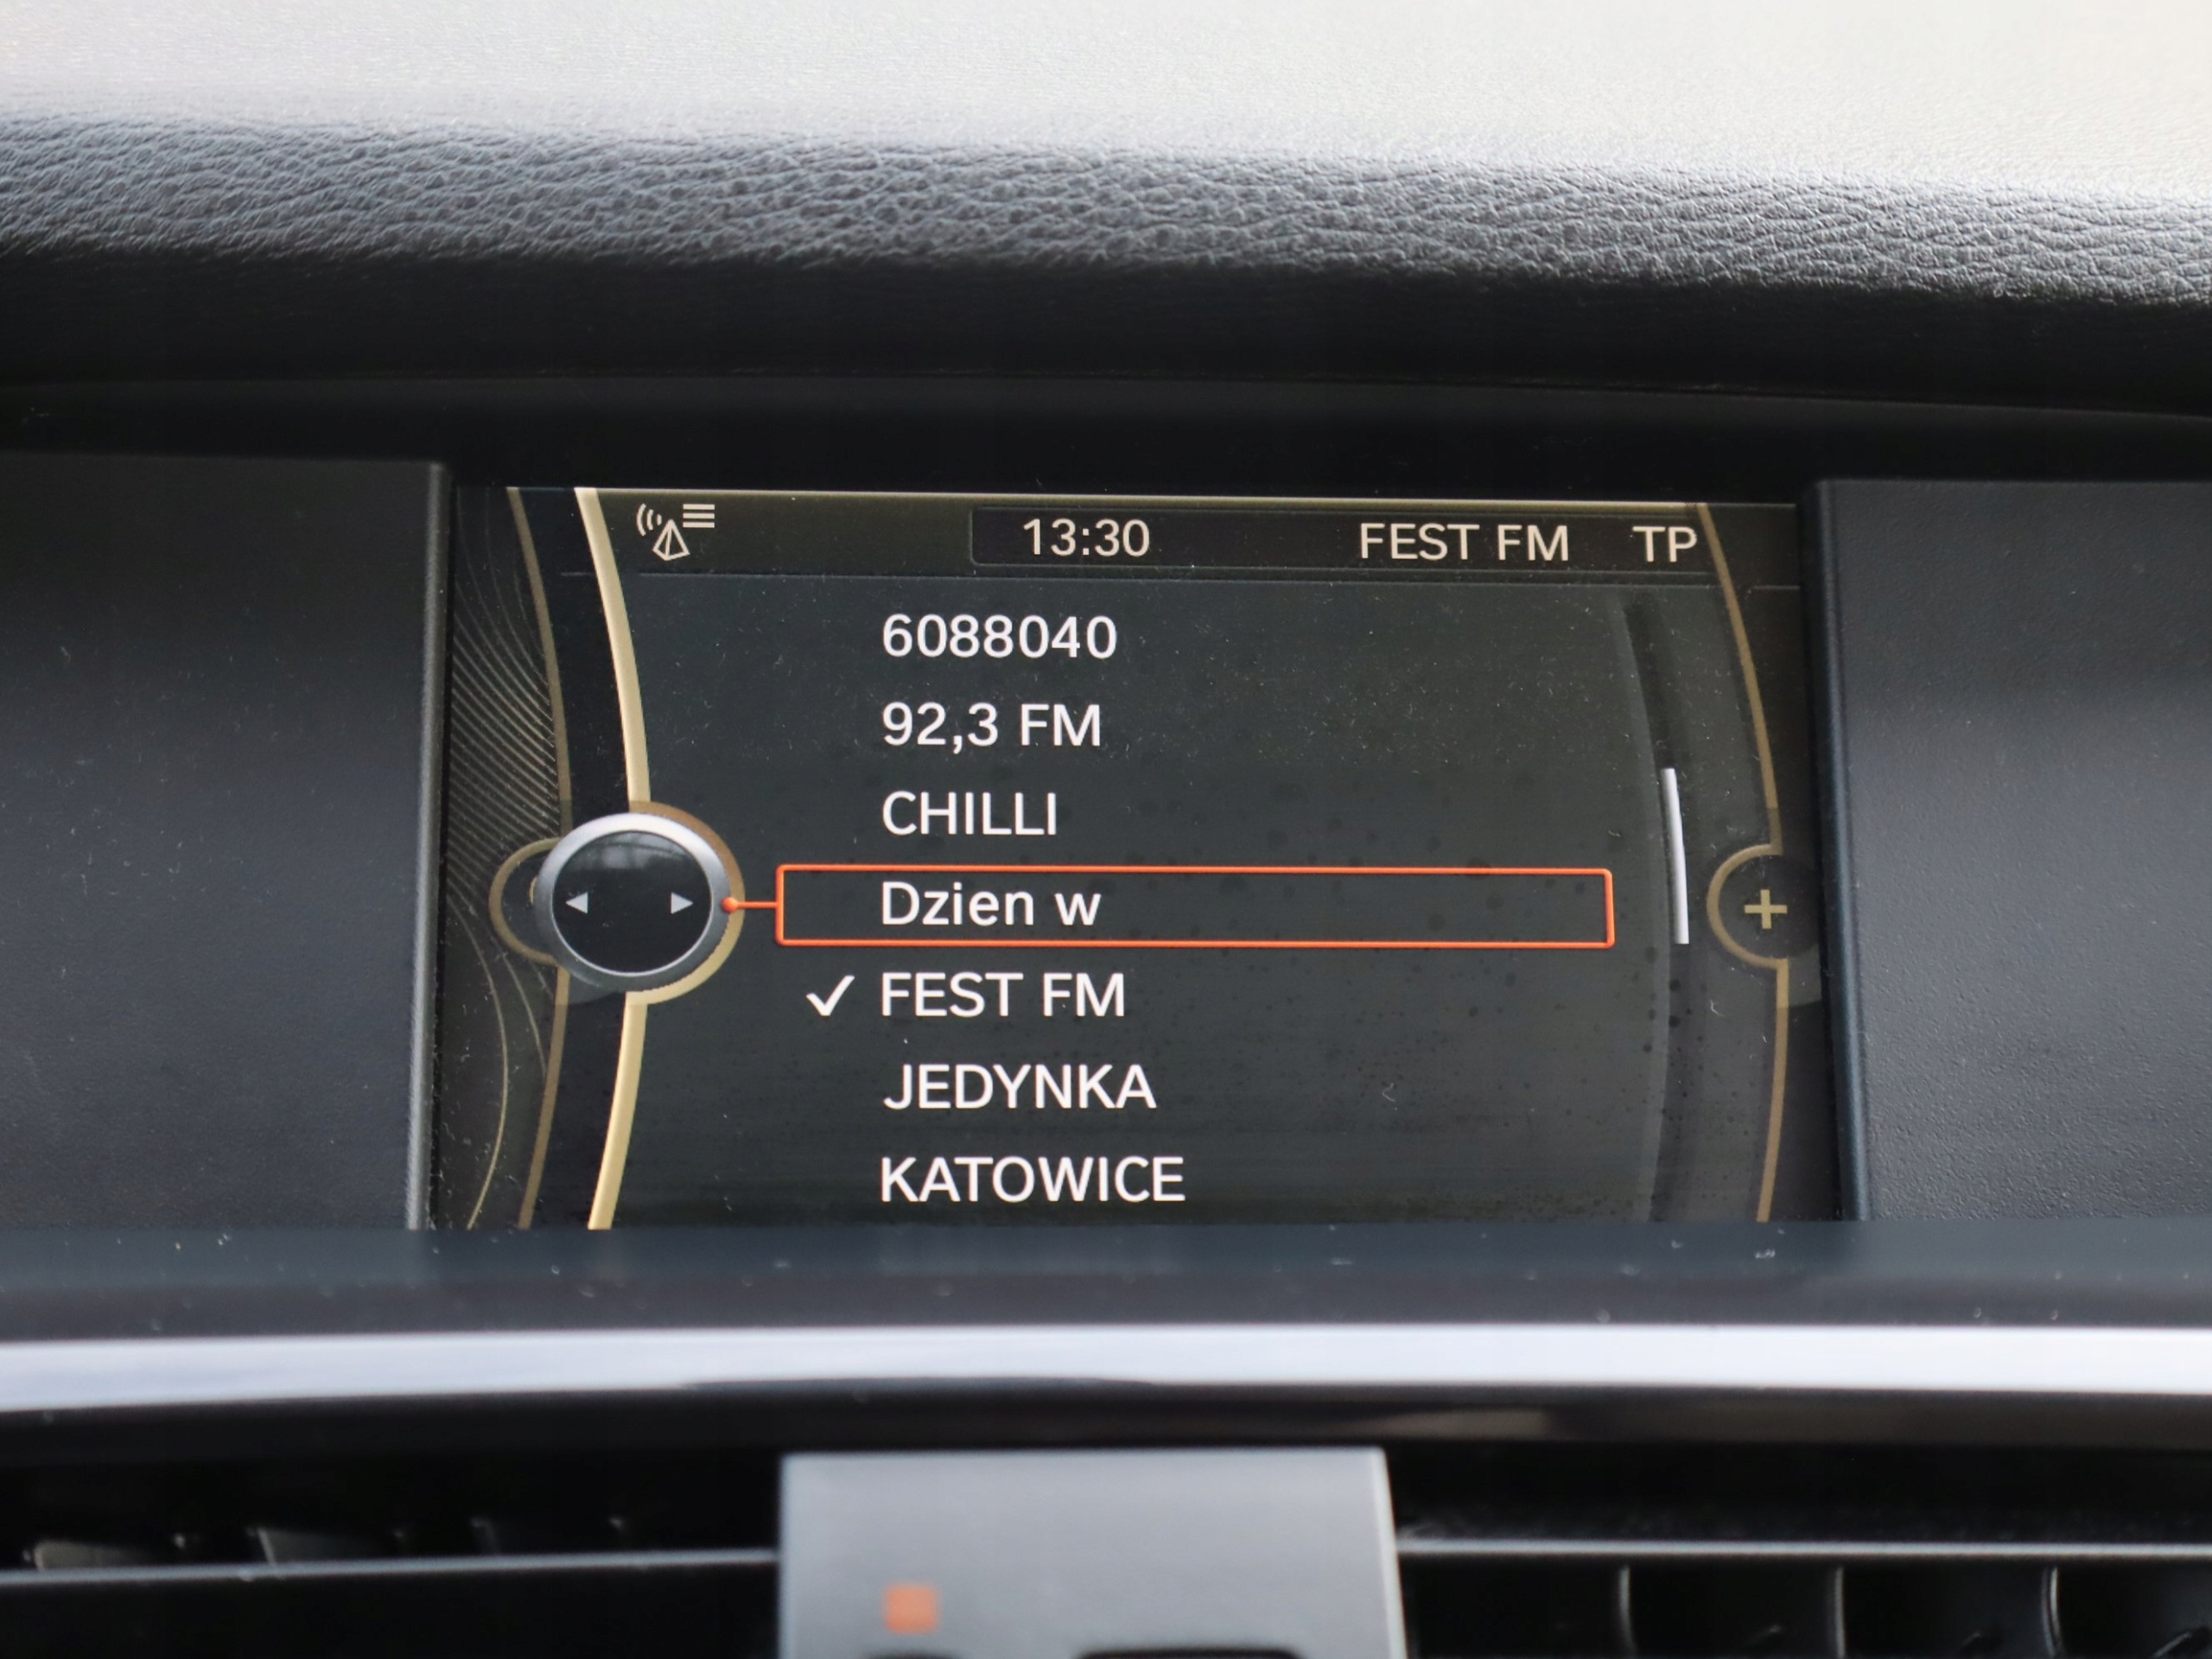 13:30 FEST FM TP
6088040
92,3 FM
CHILLI
Dzien w
FEST FM
JEDYNKA
KATOWICE